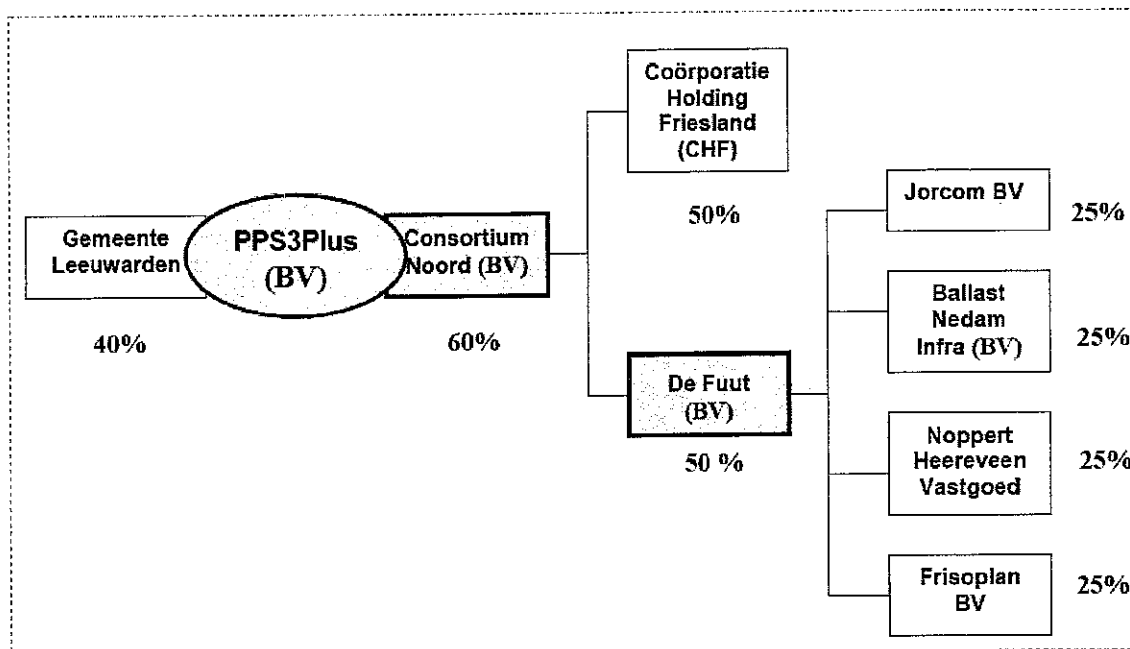 Coörporatie
Holding
Friesland
(CHF)
50%
Gemeente
Leeuwarden
40%
PPS3Plus
(BV)
Consortium
Noord (BV)
60%
De Fuut
(BV)
50 %
Jorcom BV
25%
Ballast
Nedam
Infra (BV)
25%
Noppert
Heereveen
Vastgoed
25%
Frisoplan
BV
25%